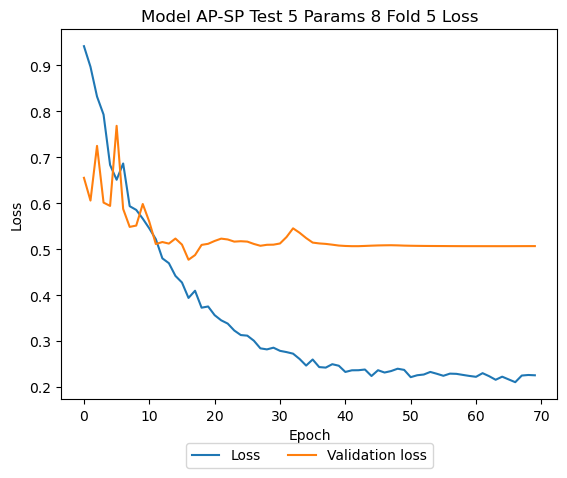 Model AP-SP Test 5 Params 8 Fold 5 Loss
0.9
0.8
0.7
0.6
0.5
0.4
0.3
0.2
Loss
0 10 20 30 40 50 60 70
Epoch
Loss Validation loss